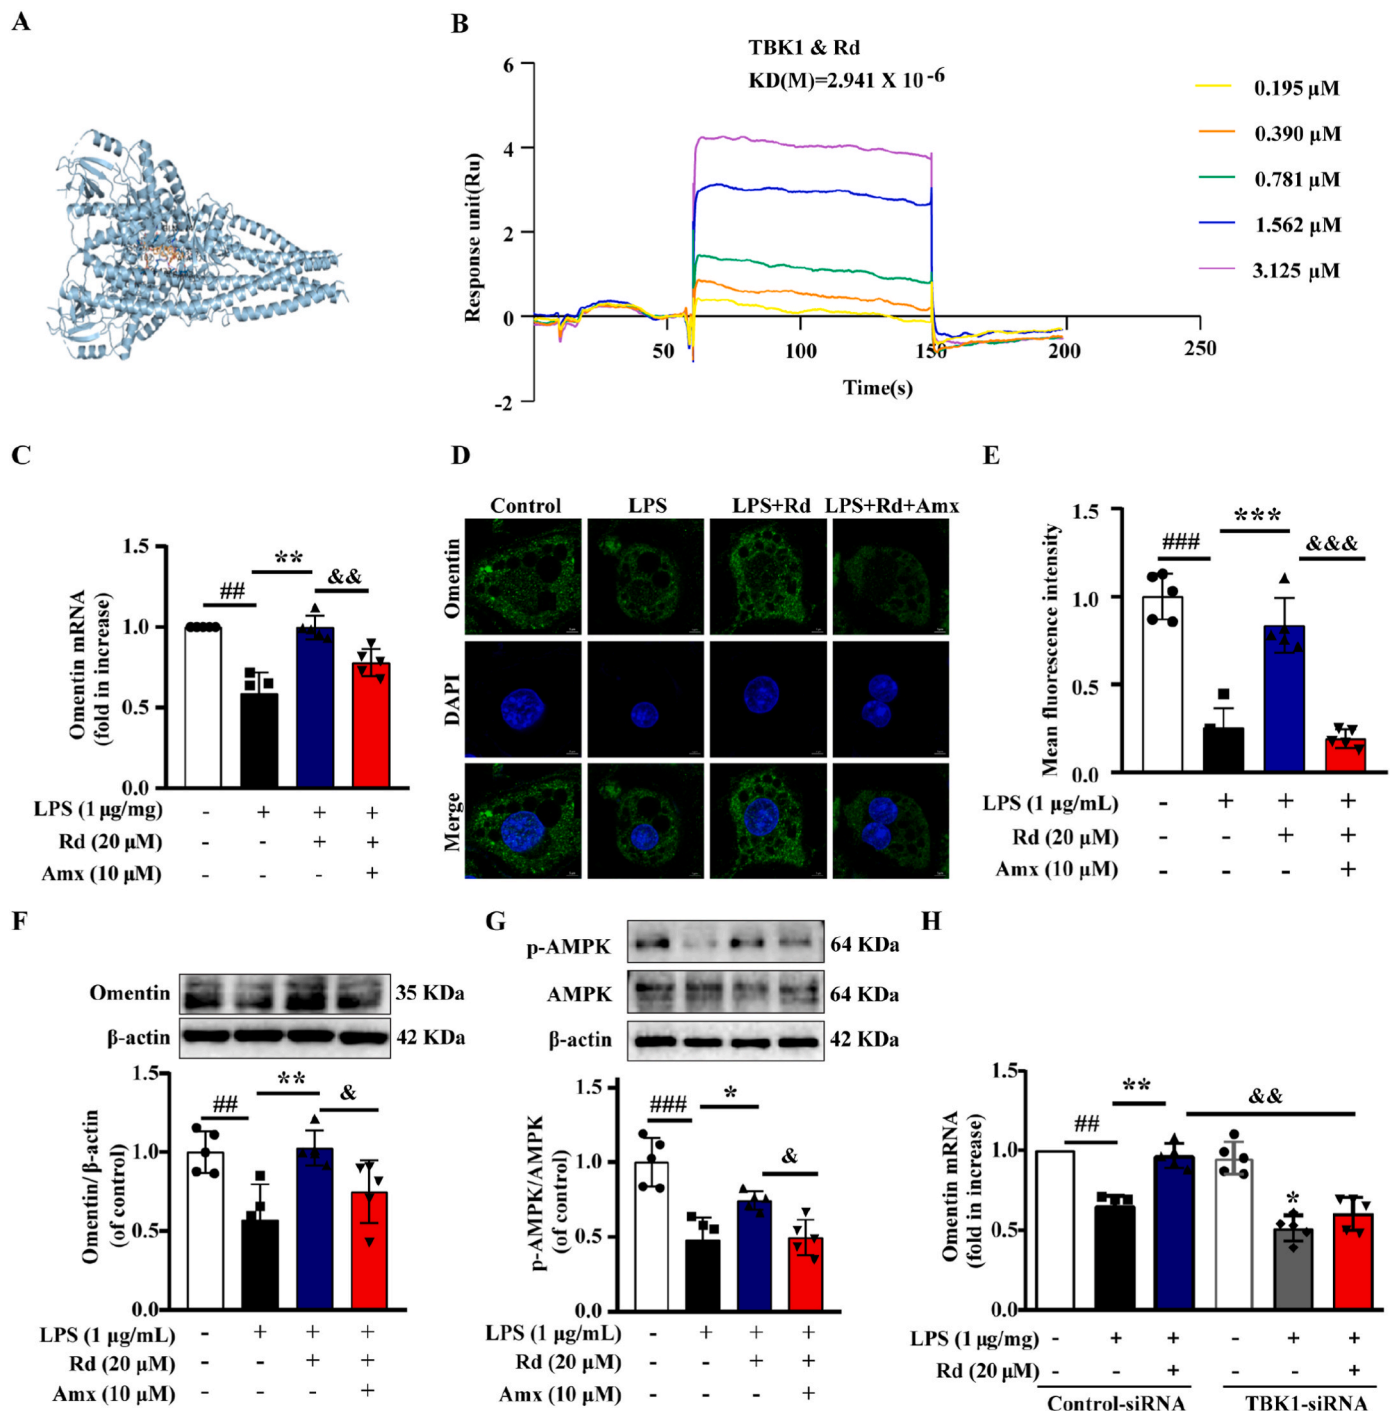 A
B
TBK1 & Rd
KD(M)=2.941 X 10 -6
6
4
2
0
-2
Response unit(Ru)
50
100
150
200
250
Time(s)
0.195 µM
0.390 µM
0.781 µM
1.562 µM
3.125 µM
C
Omentin mRNA
(fold in increase)
1.5
1.0
0.5
0.0
##
**
&&
LPS (1 µg/mg) - + + +
Rd (20 µM) - - + +
Amx (10 µM) - - - +
D
Control LPS LPS+Rd LPS+Rd+Amx
Omentin
DAPI
Merge
E
Mean fluorescence intensity
1.5
1.0
0.5
0.0
###
***
&&&
LPS (1 µg/mL) - + + +
Rd (20 µM) - - + +
Amx (10 µM) - - - +
F
Omentin 35 KDa
β-actin 42 KDa
Omentin/ β-actin
(of control)
1.5
1.0
0.5
0.0
##
**
&
LPS (1 µg/mL) - + + +
Rd (20 µM) - - + +
Amx (10 µM) - - - +
G
p-AMPK 64 KDa
AMPK 64 KDa
β-actin 42 KDa
p-AMPK/AMPK
(of control)
1.5
1.0
0.5
0.0
###
*
&
LPS (1 µg/mL) - + + +
Rd (20 µM) - - + +
Amx (10 µM) - - - +
H
Omentin mRNA
(fold in increase)
1.5
1.0
0.5
0.0
##
**
&&
*
LPS (1 µg/mg) - + + - + +
Rd (20 µM) - - + - - +
Control-siRNA TBK1-siRNA